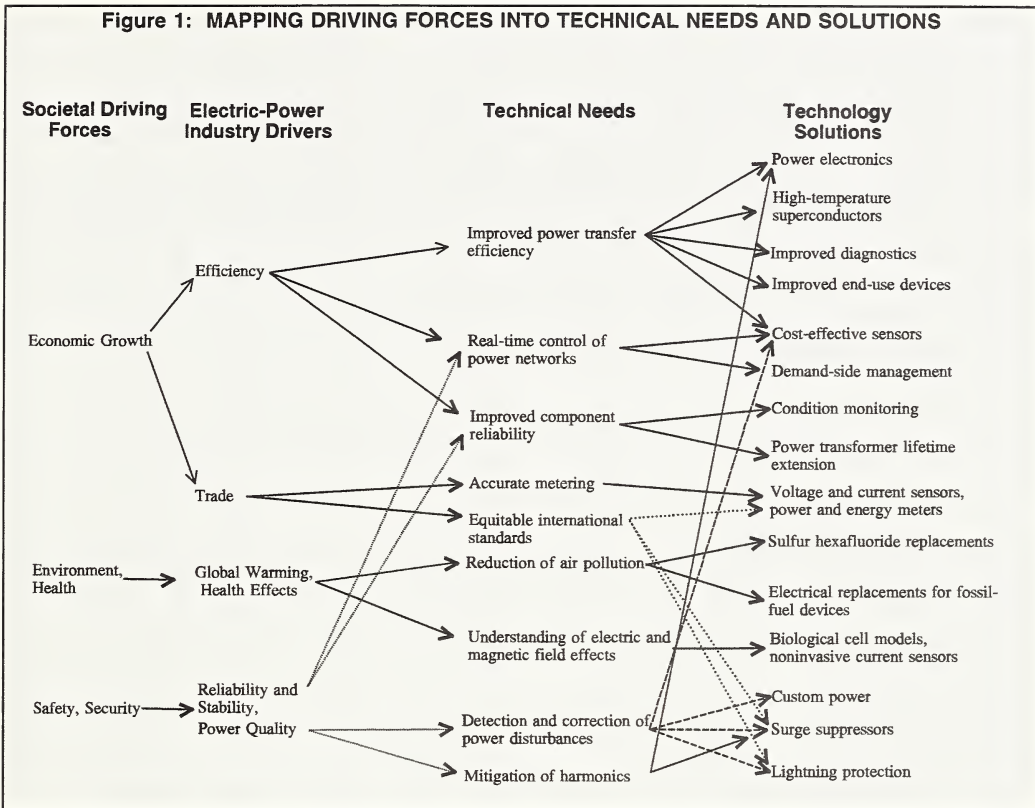 Figure 1: MAPPING DRIVING FORCES INTO TECHNICAL NEEDS AND SOLUTIONS
Societal Driving
Forces
Electric-Power
Industry Drivers
Technical Needs
Technology
Solutions
Economic Growth
Environment,
Health
Safety, Security
Efficiency
Trade
Global Warming,
Health Effects
Reliability and
Stability,
Power Quality
Improved power transfer
efficiency
Real-time control of
power networks
Improved component
reliability
Accurate metering
Equitable international
standards
Reduction of air pollution
Understanding of electric and
magnetic field effects
Detection and correction of
power disturbances
Mitigation of harmonics
Power electronics
High-temperature
superconductors
Improved diagnostics
Improved end-use devices
Cost-effective sensors
Demand-side management
Condition monitoring
Power transformer lifetime
extension
Voltage and current sensors,
power and energy meters
Sulfur hexafluoride replacements
Electrical replacements for fossil-
fuel devices
Biological cell models,
noninvasive current sensors
Custom power
Surge suppressors
Lightning protection